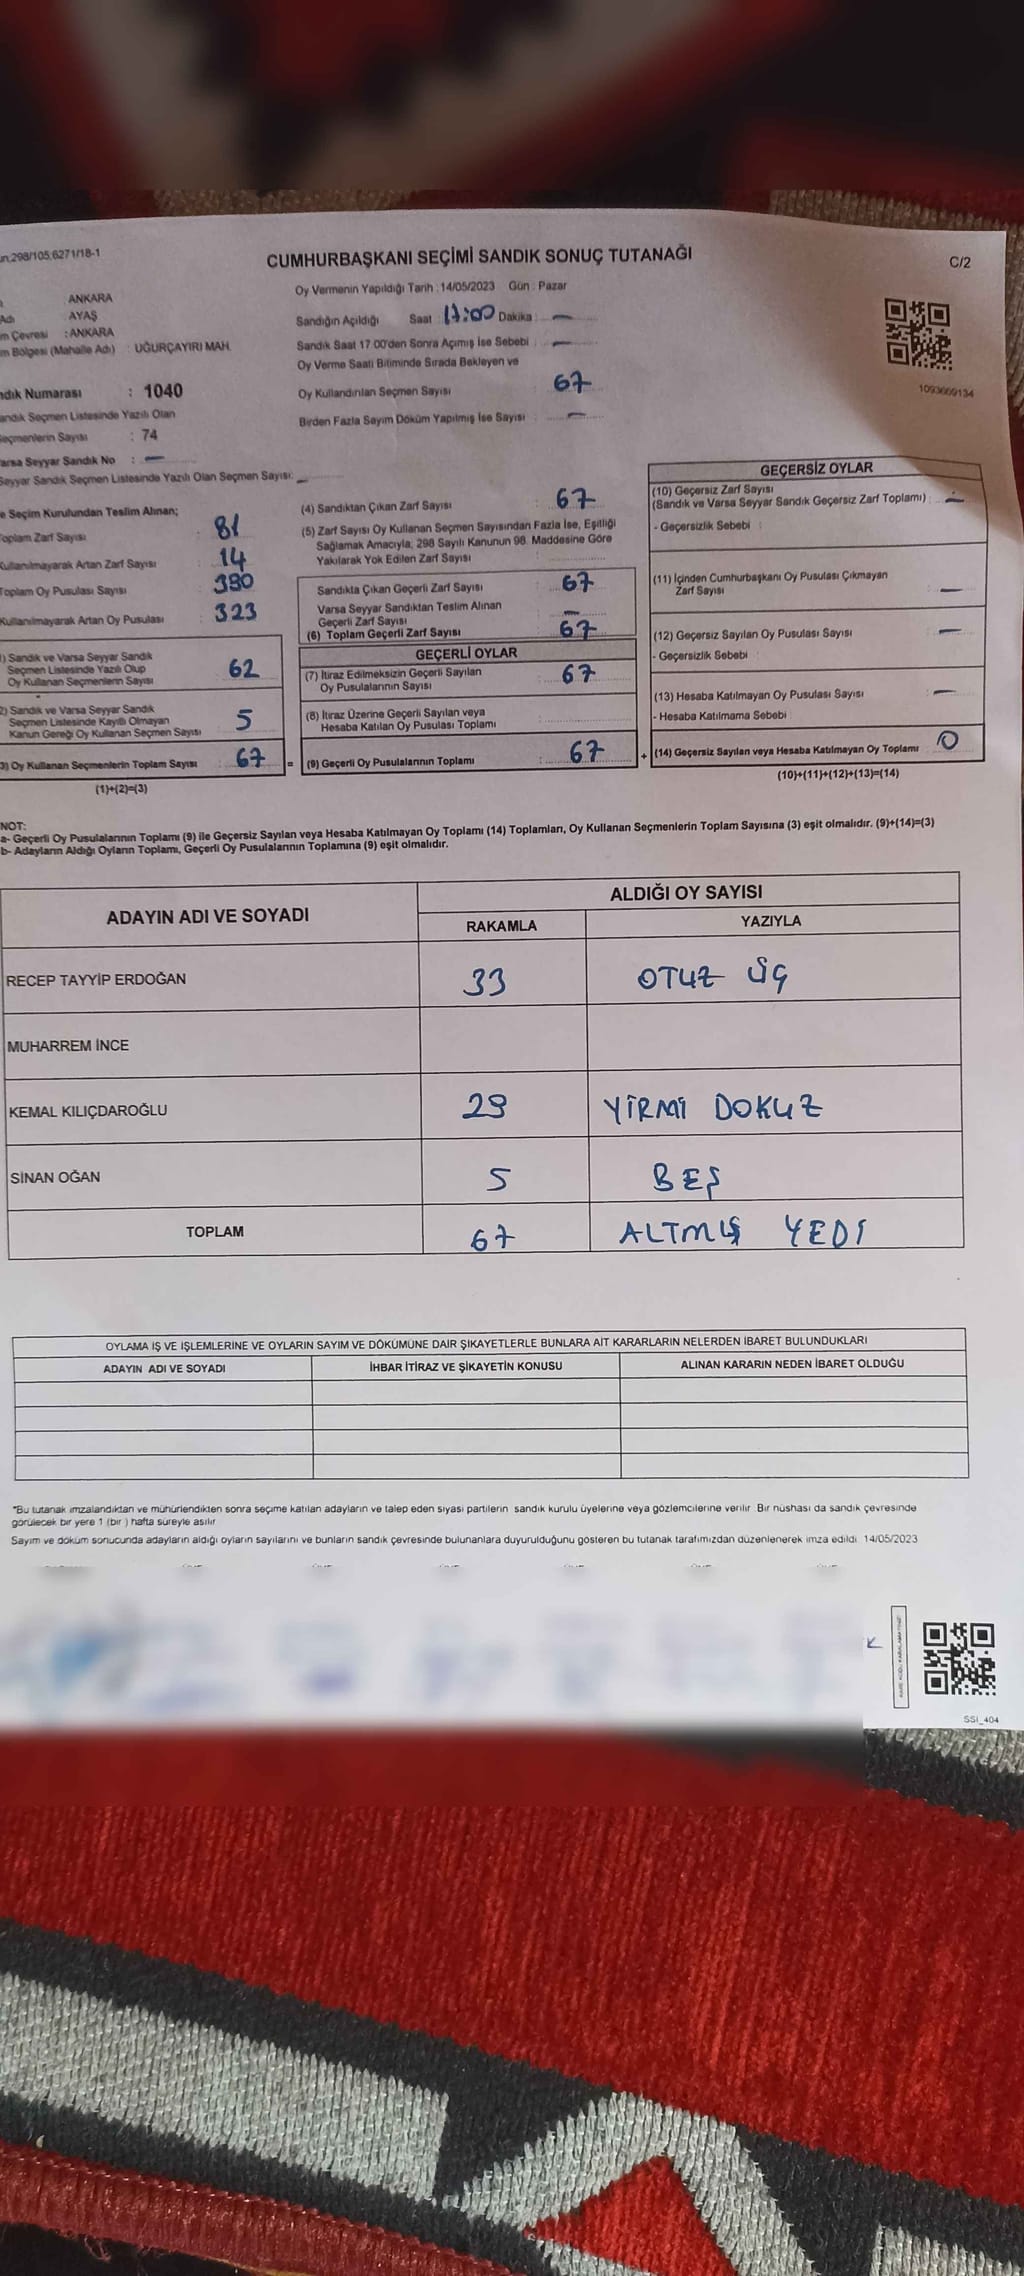 298/105;6271/18-1
CUMHURBAŞKANI SEÇİMİ SANDIK SONUÇ TUTANAĞI
C/2
ANKARA
Adı AYAŞ
m Çevresi : ANKARA
m Bölgesi (Mahalle Adı) : UĞURÇAYIRI MAH.
ndık Numarası : 1040
andık Seçmen Listesinde Yazılı Olan
Seçmenlerin Sayısı : 74
arsa Seyyar Sandık No : —
Seyyar Sandık Seçmen Listesinde Yazılı Olan Seçmen Sayısı: —
Oy Vermenin Yapıldığı Tarih : 14/05/2023 Gün : Pazar
Sandığın Açıldığı Saat : 17:00 Dakika : —
Sandık Saat 17.00'den Sonra Açımış İse Sebebi : —
Oy Verme Saati Bitiminde Sırada Bekleyen ve
Oy Kullandırılan Seçmen Sayısı : 67
Birden Fazla Sayım Döküm Yapılmış İse Sayısı : —
1093669134
e Seçim Kurulundan Teslim Alınan;
Toplam Zarf Sayısı : 81
Kullanılmayarak Artan Zarf Sayısı : 14
Toplam Oy Pusulası Sayısı : 390
Kullanılmayarak Artan Oy Pusulası : 323
1) Sandık ve Varsa Seyyar Sandık
Seçmen Listesinde Yazılı Olup
Oy Kullanan Seçmenlerin Sayısı 62
2) Sandık ve Varsa Seyyar Sandık
Seçmen Listesinde Kayıtlı Olmayan
Kanun Gereği Oy Kullanan Seçmen Sayısı 5
3) Oy Kullanan Seçmenlerin Toplam Sayısı : 67 =
(1)+(2)=(3)
(4) Sandıktan Çıkan Zarf Sayısı : 67
(5) Zarf Sayısı Oy Kullanan Seçmen Sayısından Fazla İse, Eşitliği
Sağlamak Amacıyla; 298 Sayılı Kanunun 98. Maddesine Göre
Yakılarak Yok Edilen Zarf Sayısı :
Sandıkta Çıkan Geçerli Zarf Sayısı : 67
Varsa Seyyar Sandıktan Teslim Alınan
Geçerli Zarf Sayısı : —
(6) Toplam Geçerli Zarf Sayısı : 67
GEÇERLİ OYLAR
(7) İtiraz Edilmeksizin Geçerli Sayılan
Oy Pusulalarının Sayısı : 67
(8) İtiraz Üzerine Geçerli Sayılan veya
Hesaba Katılan Oy Pusulası Toplamı :
(9) Geçerli Oy Pusulalarının Toplamı : 67 +
GEÇERSİZ OYLAR
(10) Geçersiz Zarf Sayısı
(Sandık ve Varsa Seyyar Sandık Geçersiz Zarf Toplamı) : —
- Geçersizlik Sebebi :
(11) İçinden Cumhurbaşkanı Oy Pusulası Çıkmayan
Zarf Sayısı : —
(12) Geçersiz Sayılan Oy Pusulası Sayısı : —
- Geçersizlik Sebebi :
(13) Hesaba Katılmayan Oy Pusulası Sayısı : —
- Hesaba Katılmama Sebebi :
(14) Geçersiz Sayılan veya Hesaba Katılmayan Oy Toplamı : 0
(10)+(11)+(12)+(13)=(14)
NOT:
a- Geçerli Oy Pusulalarının Toplamı (9) ile Geçersiz Sayılan veya Hesaba Katılmayan Oy Toplamı (14) Toplamları, Oy Kullanan Seçmenlerin Toplam Sayısına (3) eşit olmalıdır. (9)+(14)=(3)
b- Adayların Aldığı Oyların Toplamı, Geçerli Oy Pusulalarının Toplamına (9) eşit olmalıdır.
ADAYIN ADI VE SOYADI ALDIĞI OY SAYISI
RAKAMLA YAZIYLA
RECEP TAYYİP ERDOĞAN 33 OTUZ ÜÇ
MUHARREM İNCE
KEMAL KILIÇDAROĞLU 29 YİRMİ DOKUZ
SİNAN OĞAN 5 BEŞ
TOPLAM 67 ALTMIŞ YEDİ
OYLAMA İŞ VE İŞLEMLERİNE VE OYLARIN SAYIM VE DÖKÜMÜNE DAİR ŞİKAYETLERLE BUNLARA AİT KARARLARIN NELERDEN İBARET BULUNDUKLARI
ADAYIN ADI VE SOYADI İHBAR İTİRAZ VE ŞİKAYETİN KONUSU ALINAN KARARIN NEDEN İBARET OLDUĞU
*Bu tutanak imzalandıktan ve mühürlendikten sonra seçime katılan adayların ve talep eden siyasi partilerin sandık kurulu üyelerine veya gözlemcilerine verilir. Bir nüshası da sandık çevresinde
görülecek bir yere 1 (bir) hafta süreyle asılır.
Sayım ve döküm sonucunda adayların aldığı oyların sayılarını ve bunların sandık çevresinde bulunanlara duyurulduğunu gösteren bu tutanak tarafımızdan düzenlenerek imza edildi. 14/05/2023
SSI_404